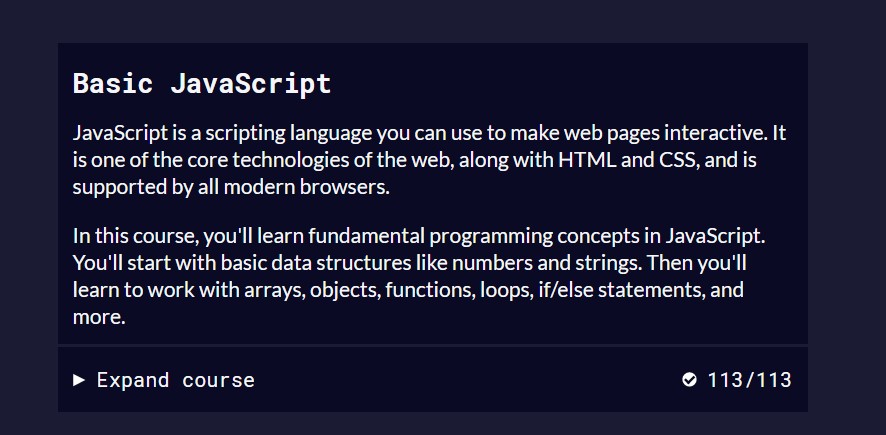 Basic JavaScript
JavaScript is a scripting language you can use to make web pages interactive. It
is one of the core technologies of the web, along with HTML and CSS, and is
supported by all modern browsers.
In this course, you'll learn fundamental programming concepts in JavaScript.
You'll start with basic data structures like numbers and strings. Then you'll
learn to work with arrays, objects, functions, loops, if/else statements, and
more.
Expand course 113/113